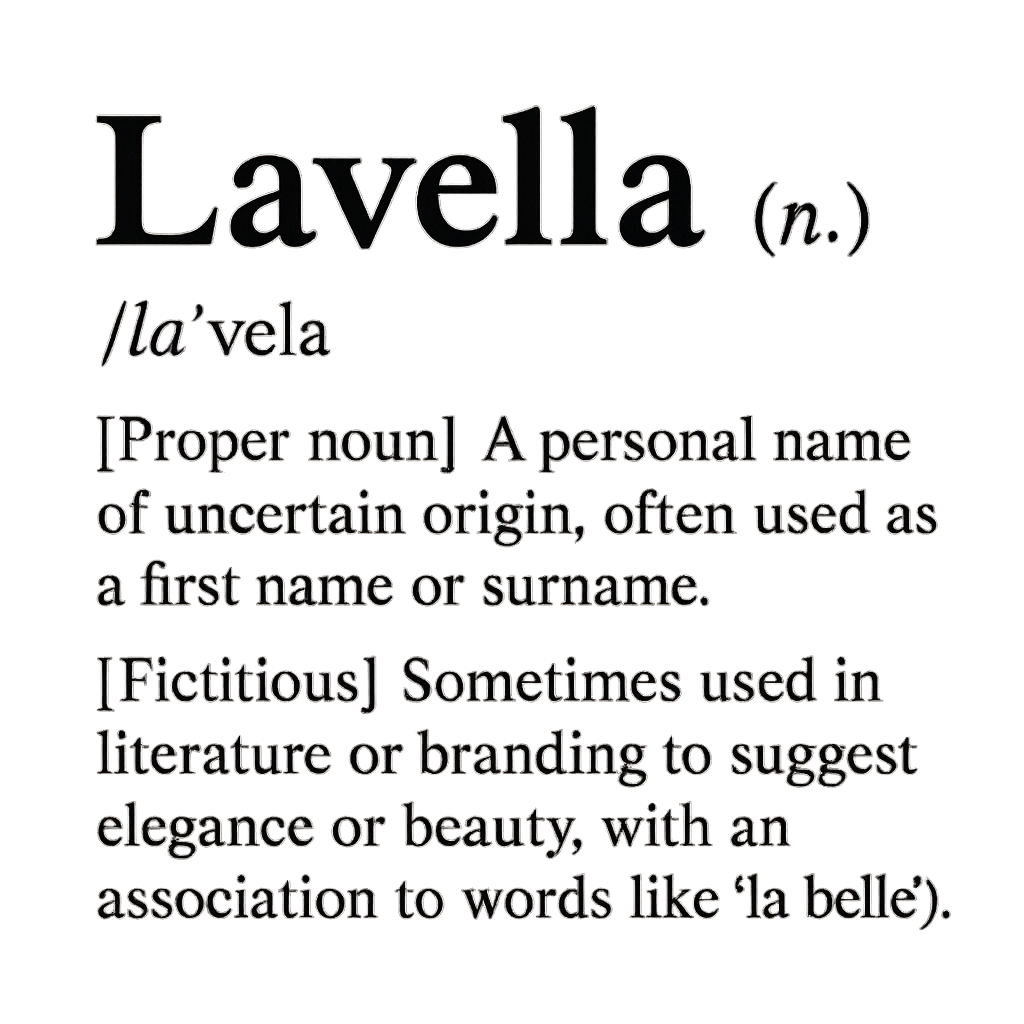 Lavella (n.)
/la’vela
[Proper noun] A personal name
of uncertain origin, often used as
a first name or surname.
[Fictitious] Sometimes used in
literature or branding to suggest
elegance or beauty, with an
association to words like ‘la belle’).